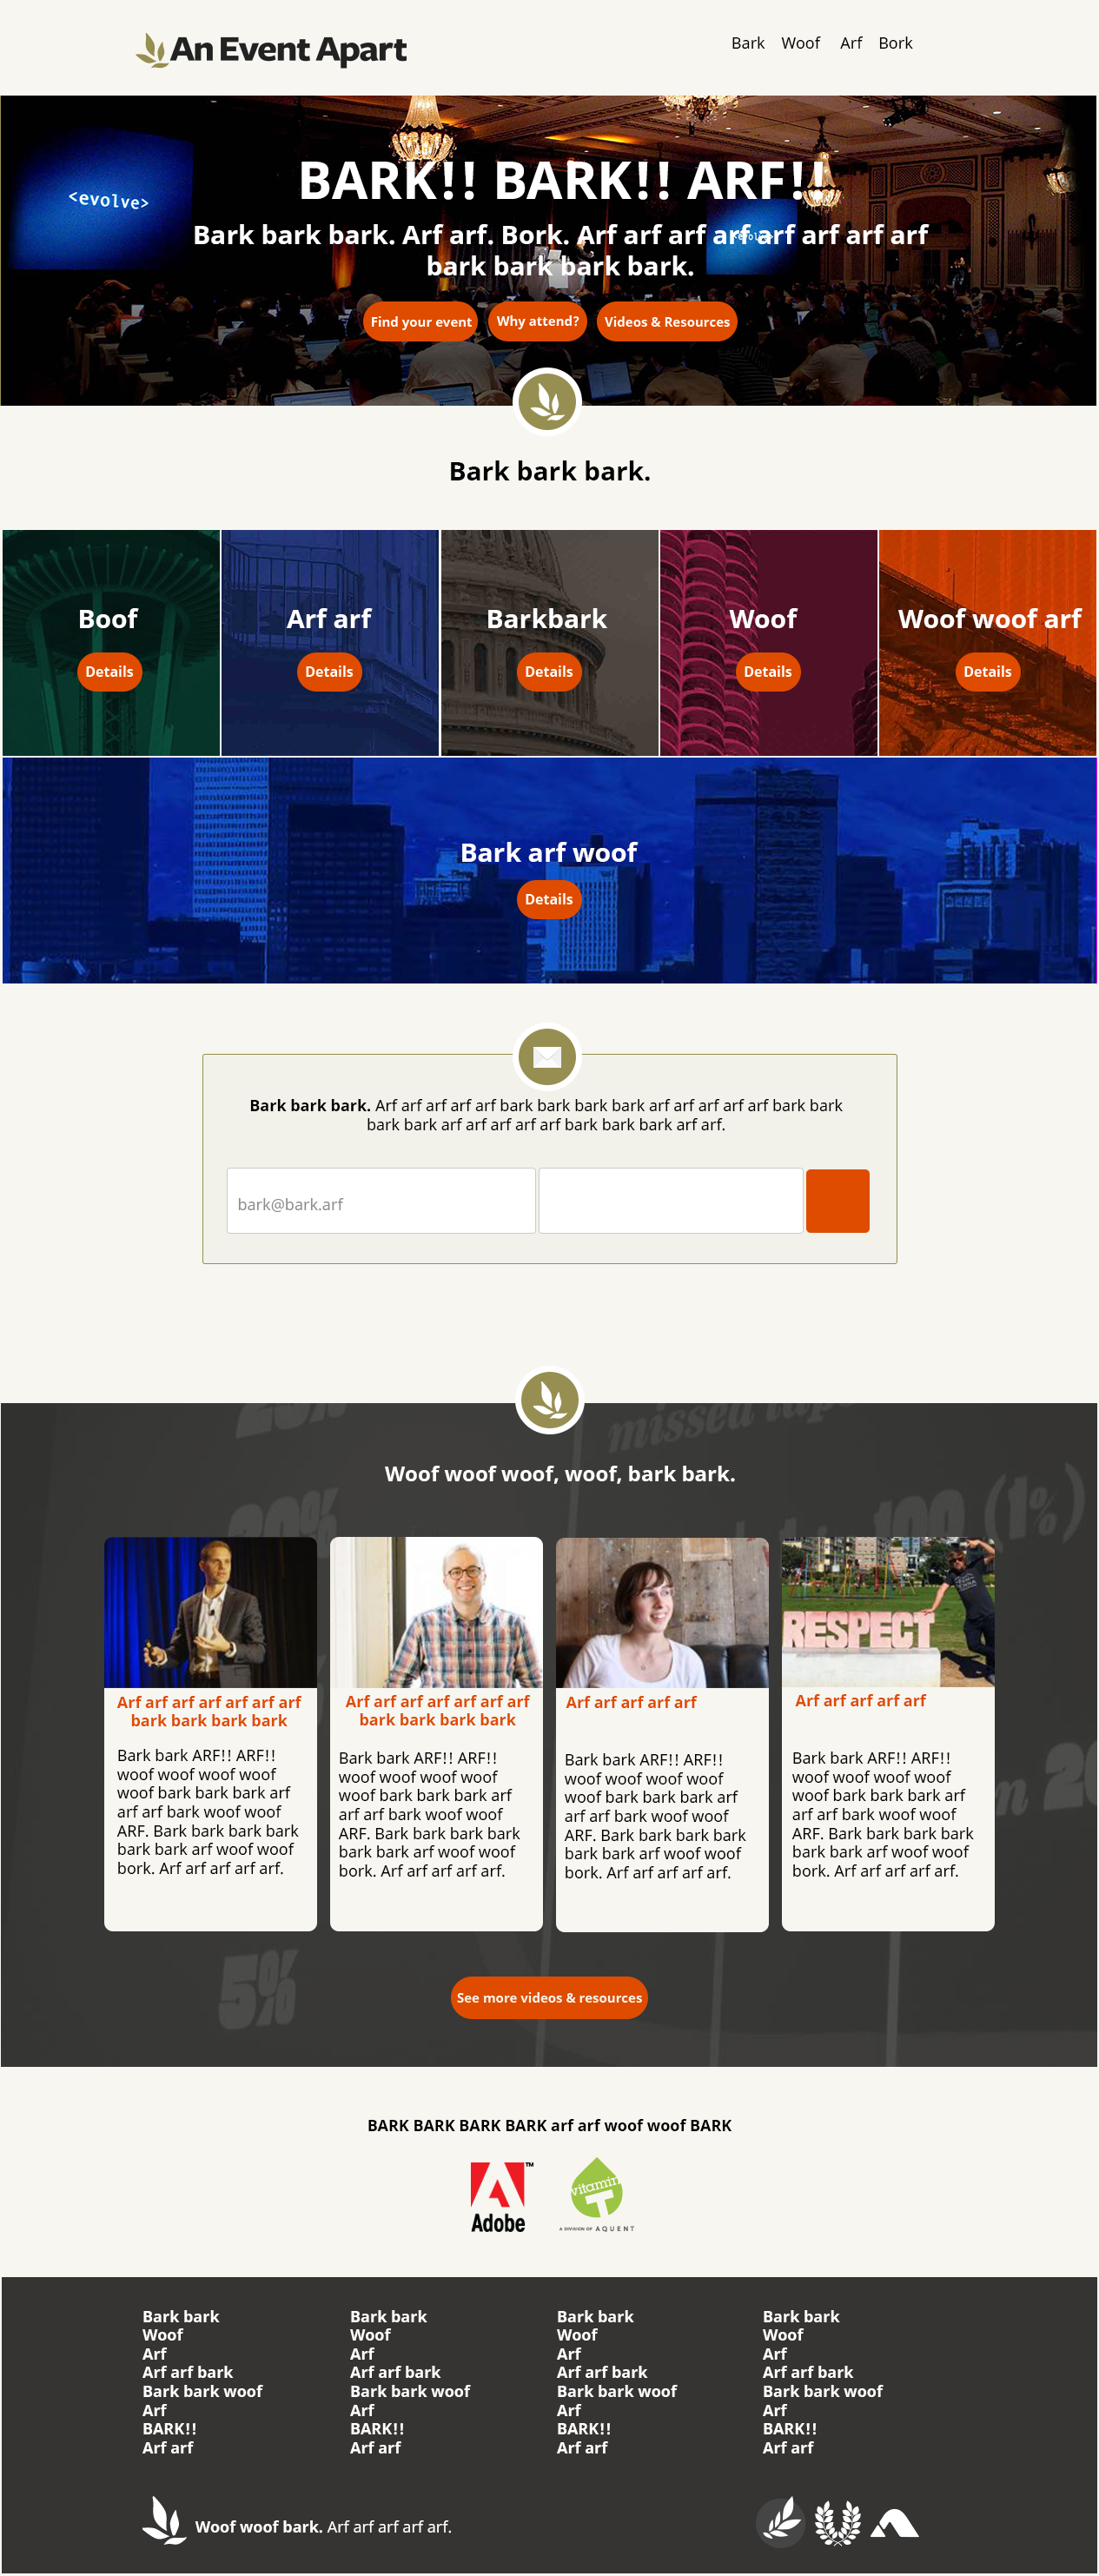 An Event Apart
Bark Woof Arf Bork
<evolve>
BARK!! BARK!! ARF!!
Bark bark bark. Arf arf. Bork. Arf arf arf arf arf arf arf arf
bark bark bark bark.
Find your event
Why attend?
Videos & Resources
Bark bark bark.
Boof
Arf arf
Barkbark
Woof
Woof woof arf
Details
Details
Details
Details
Details
Bark arf woof
Details
Bark bark bark. Arf arf arf arf arf bark bark bark bark arf arf arf arf arf bark bark
bark bark arf arf arf arf arf bark bark bark arf arf.
bark@bark.arf
missed
Woof woof woof, woof, bark bark.
20%
100 (1%)
RESPECT
Arf arf arf arf arf arf arf
bark bark bark bark
Bark bark ARF!! ARF!!
woof woof woof woof
woof bark bark bark arf
arf arf bark woof woof
ARF. Bark bark bark bark
bark bark arf woof woof
bork. Arf arf arf arf arf.
Arf arf arf arf arf arf arf
bark bark bark bark
Bark bark ARF!! ARF!!
woof woof woof woof
woof bark bark bark arf
arf arf bark woof woof
ARF. Bark bark bark bark
bark bark arf woof woof
bork. Arf arf arf arf arf.
Arf arf arf arf arf
Bark bark ARF!! ARF!!
woof woof woof woof
woof bark bark bark arf
arf arf bark woof woof
ARF. Bark bark bark bark
bark bark arf woof woof
bork. Arf arf arf arf arf.
Arf arf arf arf arf
Bark bark ARF!! ARF!!
woof woof woof woof
woof bark bark bark arf
arf arf bark woof woof
ARF. Bark bark bark bark
bark bark arf woof woof
bork. Arf arf arf arf arf.
5%
See more videos & resources
BARK BARK BARK BARK arf arf woof woof BARK
Adobe™
vitamin T
A DIVISION OF AQUENT
Bark bark
Woof
Arf
Arf arf bark
Bark bark woof
Arf
BARK!!
Arf arf
Bark bark
Woof
Arf
Arf arf bark
Bark bark woof
Arf
BARK!!
Arf arf
Bark bark
Woof
Arf
Arf arf bark
Bark bark woof
Arf
BARK!!
Arf arf
Bark bark
Woof
Arf
Arf arf bark
Bark bark woof
Arf
BARK!!
Arf arf
Woof woof bark. Arf arf arf arf arf.